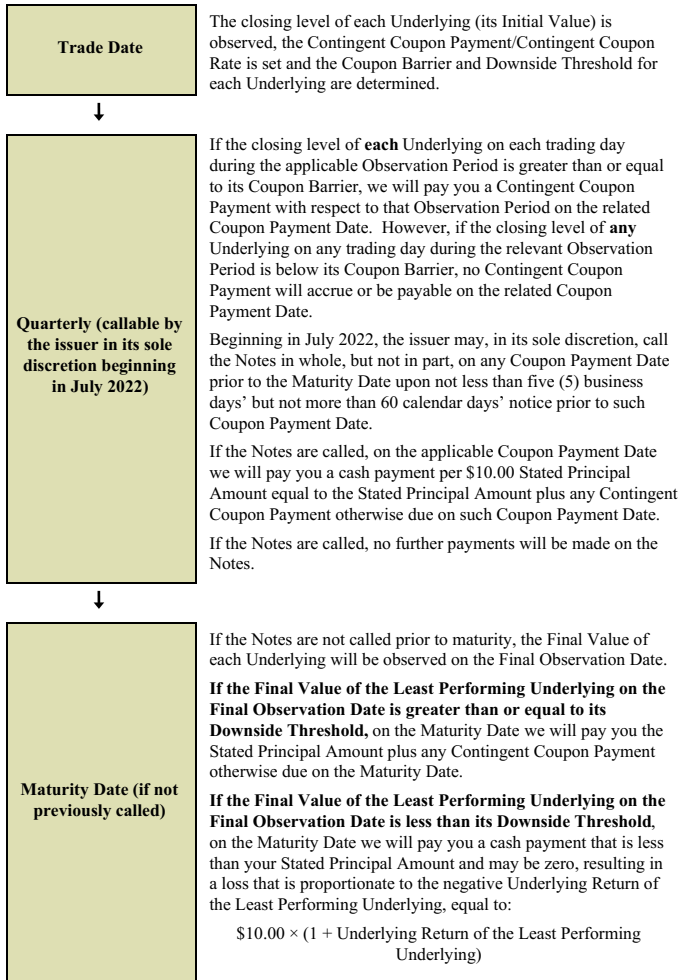 Trade Date
The closing level of each Underlying (its Initial Value) is
observed, the Contingent Coupon Payment/Contingent Coupon
Rate is set and the Coupon Barrier and Downside Threshold for
each Underlying are determined.
Quarterly (callable by
the issuer in its sole
discretion beginning
in July 2022)
If the closing level of each Underlying on each trading day
during the applicable Observation Period is greater than or equal
to its Coupon Barrier, we will pay you a Contingent Coupon
Payment with respect to that Observation Period on the related
Coupon Payment Date.  However, if the closing level of any
Underlying on any trading day during the relevant Observation
Period is below its Coupon Barrier, no Contingent Coupon
Payment will accrue or be payable on the related Coupon
Payment Date.
Beginning in July 2022, the issuer may, in its sole discretion, call
the Notes in whole, but not in part, on any Coupon Payment Date
prior to the Maturity Date upon not less than five (5) business
days’ but not more than 60 calendar days’ notice prior to such
Coupon Payment Date.
If the Notes are called, on the applicable Coupon Payment Date
we will pay you a cash payment per $10.00 Stated Principal
Amount equal to the Stated Principal Amount plus any Contingent
Coupon Payment otherwise due on such Coupon Payment Date.
If the Notes are called, no further payments will be made on the
Notes.
Maturity Date (if not
previously called)
If the Notes are not called prior to maturity, the Final Value of
each Underlying will be observed on the Final Observation Date.
If the Final Value of the Least Performing Underlying on the
Final Observation Date is greater than or equal to its
Downside Threshold, on the Maturity Date we will pay you the
Stated Principal Amount plus any Contingent Coupon Payment
otherwise due on the Maturity Date.
If the Final Value of the Least Performing Underlying on the
Final Observation Date is less than its Downside Threshold,
on the Maturity Date we will pay you a cash payment that is less
than your Stated Principal Amount and may be zero, resulting in
a loss that is proportionate to the negative Underlying Return of
the Least Performing Underlying, equal to:
$10.00 × (1 + Underlying Return of the Least Performing
Underlying)